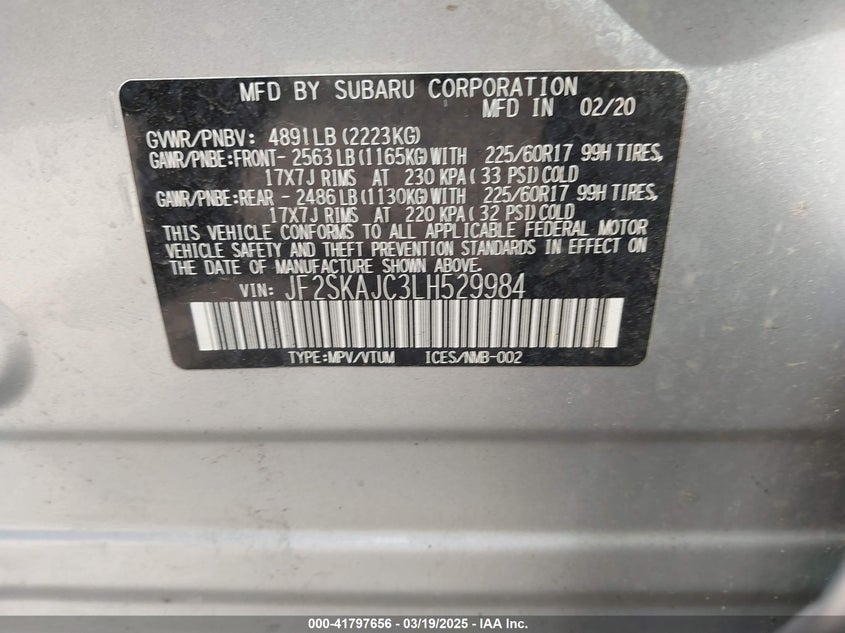 MFD BY SUBARU CORPORATION
MFD IN 02/20
GVWR/PNBV: 4891LB(2223KG)
GAWR/PNBE:FRONT- 2563LB(1165KG)WITH 225/60R17 99H TIRES,
17X7J RIMS AT 230 KPA(33 PSI)COLD
GAWR/PNBE:REAR - 2486LB(1130KG)WITH 225/60R17 99H TIRES,
17X7J RIMS AT 220 KPA(32 PSI)COLD
THIS VEHICLE CONFORMS TO ALL APPLICABLE FEDERAL MOTOR
VEHICLE SAFETY AND THEFT PREVENTION STANDARDS IN EFFECT ON
THE DATE OF MANUFACTURE SHOWN ABOVE.
VIN: JF2SKAJC3LH529984
TYPE:MPV/VTUM ICES/NMB-002
000-41797656 - 03/19/2025 - IAA Inc.